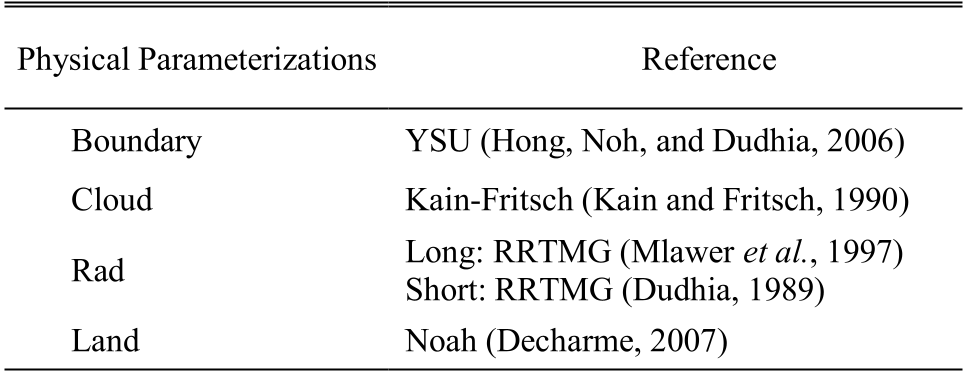 Physical Parameterizations Reference
Boundary YSU (Hong, Noh, and Dudhia, 2006)
Cloud Kain-Fritsch (Kain and Fritsch, 1990)
Rad Long: RRTMG (Mlawer et al., 1997)
Short: RRTMG (Dudhia, 1989)
Land Noah (Decharme, 2007)